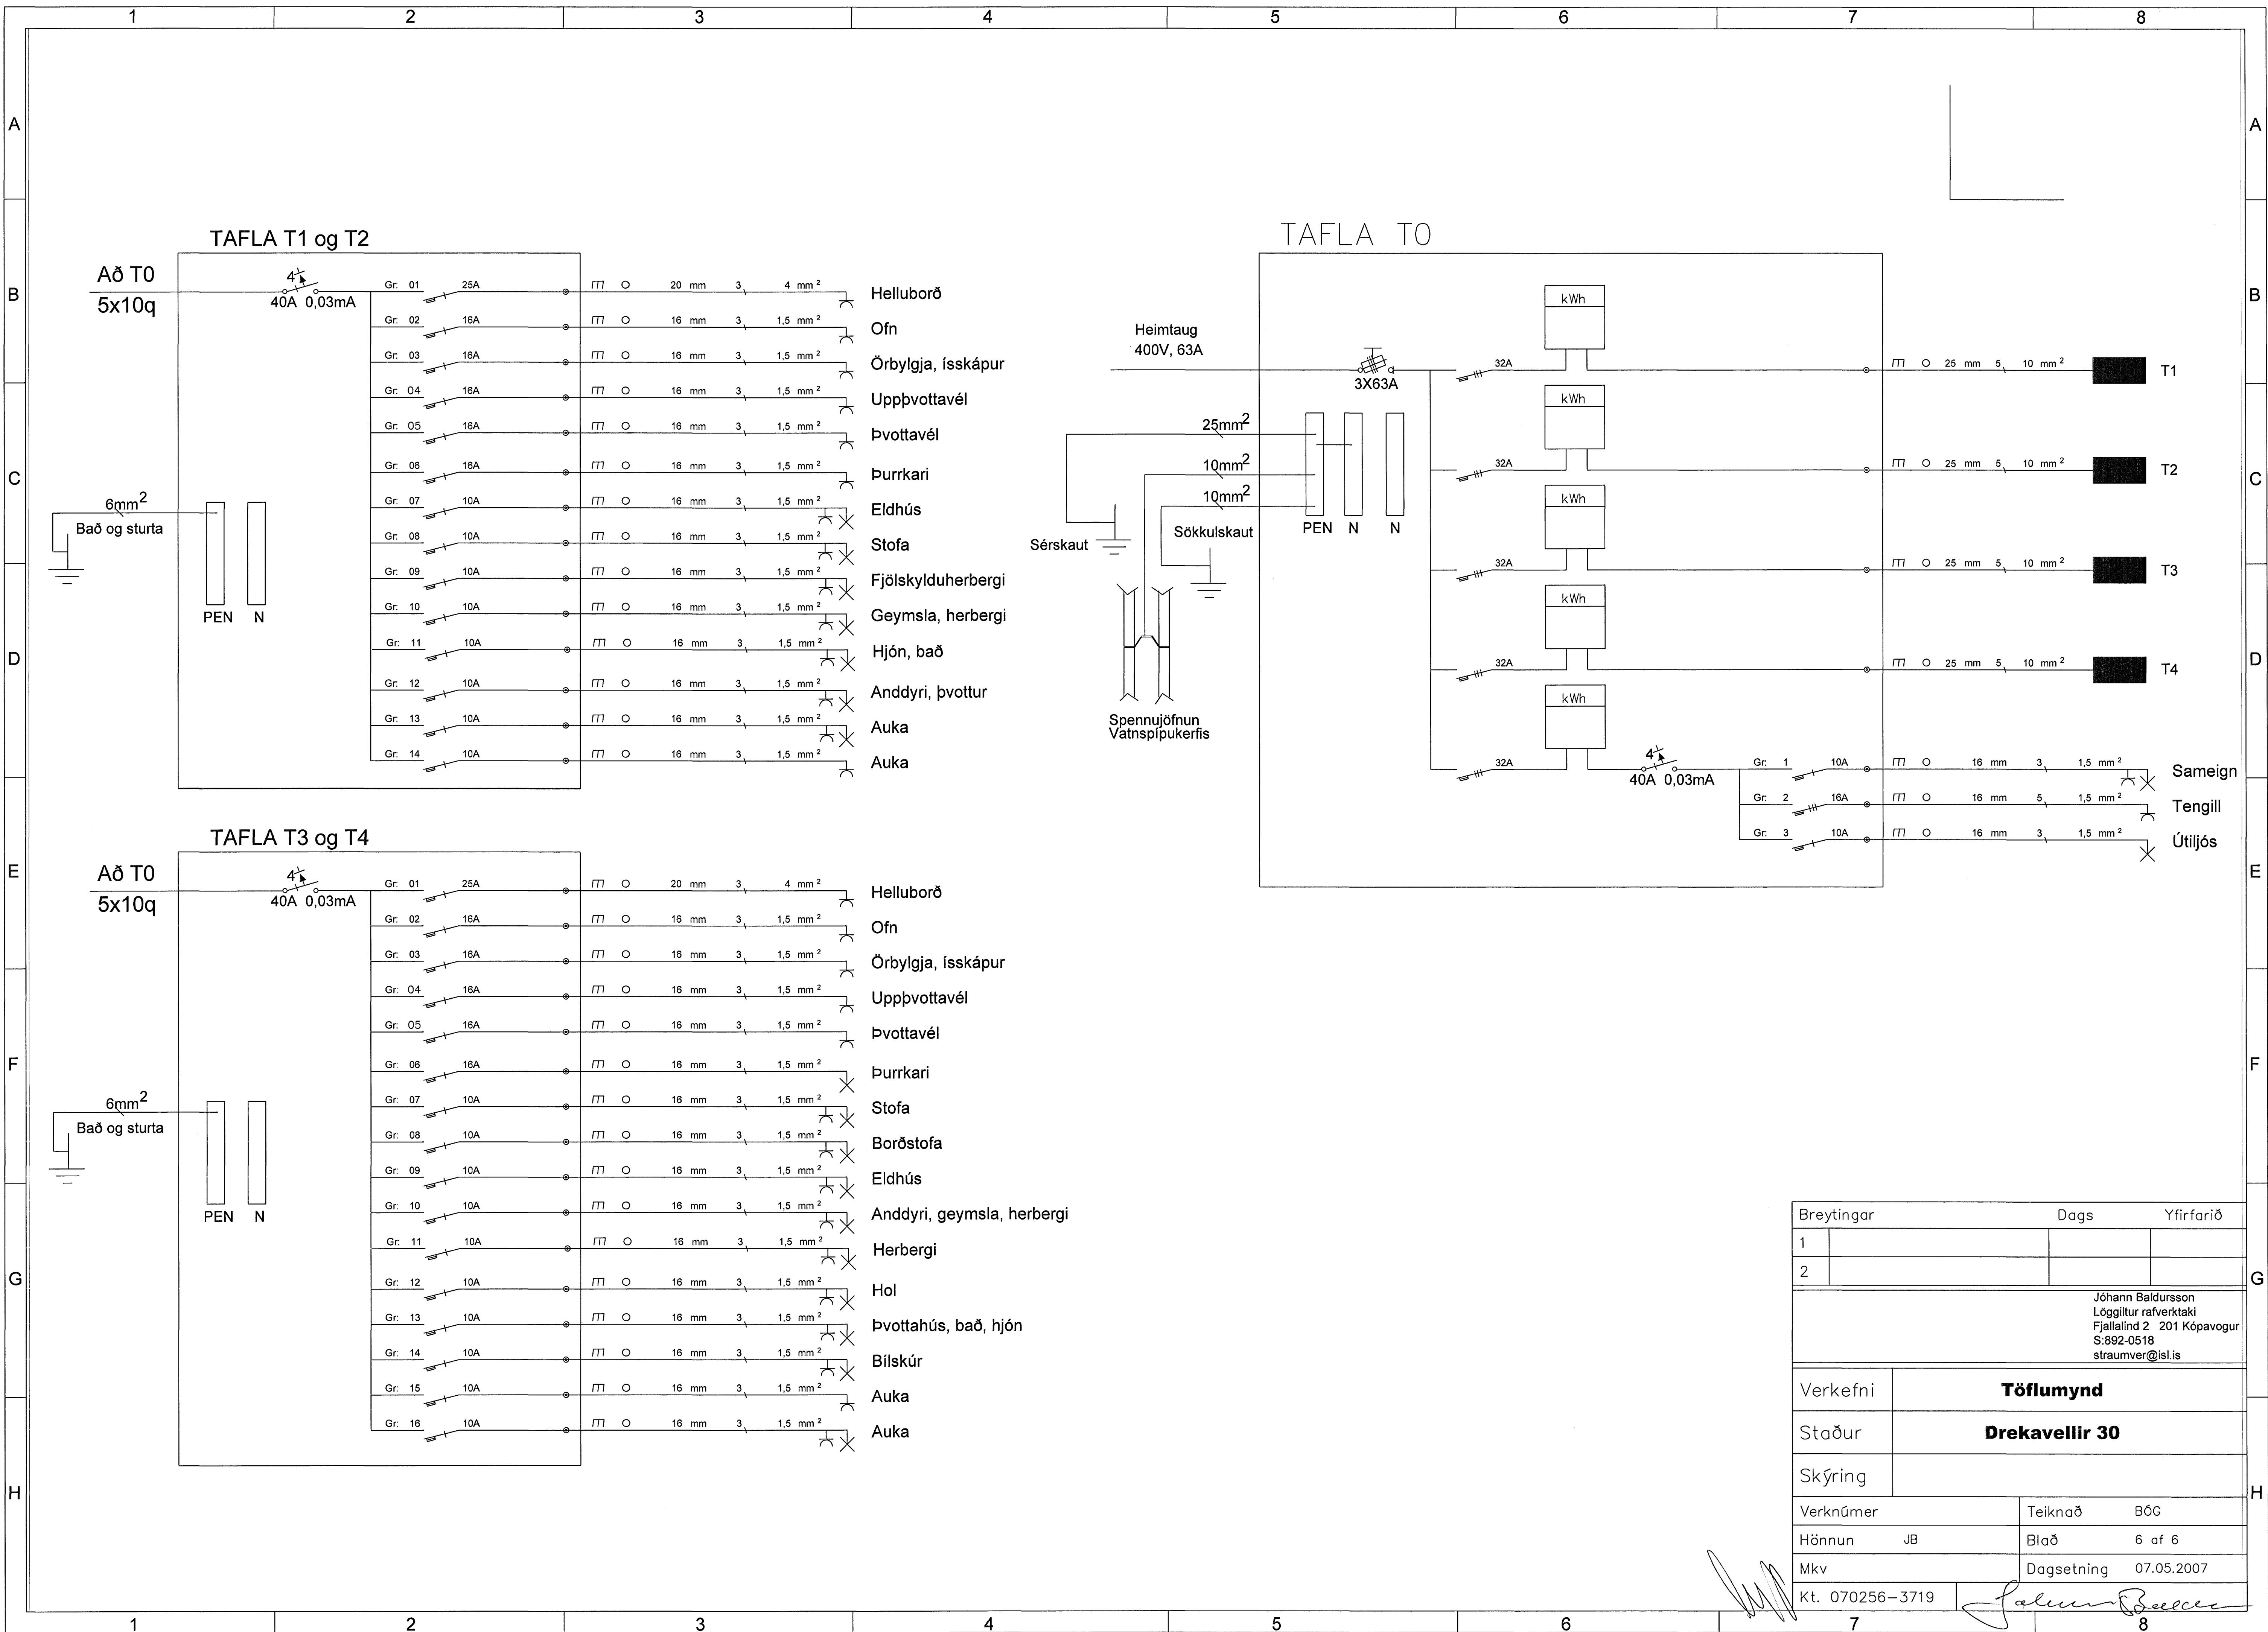 1 2 3 4 5 6 7 8
A A
B B
C C
D D
E E
F F
G G
H H
TAFLA T1 og T2
Að T0
5x10q
4
40A 0,03mA
Gr. 01 25A 20 mm 3 4 mm² Helluborð
Gr. 02 16A 16 mm 3 1,5 mm² Ofn
Gr. 03 16A 16 mm 3 1,5 mm² Örbylgja, ísskápur
Gr. 04 16A 16 mm 3 1,5 mm² Uppþvottavél
Gr. 05 16A 16 mm 3 1,5 mm² Þvottavél
Gr. 06 16A 16 mm 3 1,5 mm² Þurrkari
Gr. 07 10A 16 mm 3 1,5 mm² Eldhús
Gr. 08 10A 16 mm 3 1,5 mm² Stofa
Gr. 09 10A 16 mm 3 1,5 mm² Fjölskylduherbergi
Gr. 10 10A 16 mm 3 1,5 mm² Geymsla, herbergi
Gr. 11 10A 16 mm 3 1,5 mm² Hjón, bað
Gr. 12 10A 16 mm 3 1,5 mm² Anddyri, þvottur
Gr. 13 10A 16 mm 3 1,5 mm² Auka
Gr. 14 10A 16 mm 3 1,5 mm² Auka
6mm²
Bað og sturta
PEN N
TAFLA T3 og T4
Að T0
5x10q
4
40A 0,03mA
Gr. 01 25A 20 mm 3 4 mm² Helluborð
Gr. 02 16A 16 mm 3 1,5 mm² Ofn
Gr. 03 16A 16 mm 3 1,5 mm² Örbylgja, ísskápur
Gr. 04 16A 16 mm 3 1,5 mm² Uppþvottavél
Gr. 05 16A 16 mm 3 1,5 mm² Þvottavél
Gr. 06 16A 16 mm 3 1,5 mm² Þurrkari
Gr. 07 10A 16 mm 3 1,5 mm² Stofa
Gr. 08 10A 16 mm 3 1,5 mm² Borðstofa
Gr. 09 10A 16 mm 3 1,5 mm² Eldhús
Gr. 10 10A 16 mm 3 1,5 mm² Anddyri, geymsla, herbergi
Gr. 11 10A 16 mm 3 1,5 mm² Herbergi
Gr. 12 10A 16 mm 3 1,5 mm² Hol
Gr. 13 10A 16 mm 3 1,5 mm² Þvottahús, bað, hjón
Gr. 14 10A 16 mm 3 1,5 mm² Bílskúr
Gr. 15 10A 16 mm 3 1,5 mm² Auka
Gr. 16 10A 16 mm 3 1,5 mm² Auka
6mm²
Bað og sturta
PEN N
TAFLA T0
Heimtaug
400V, 63A
3X63A
25mm²
10mm²
10mm²
Sérskaut
Sökkulskaut
PEN N N
Spennujöfnun
Vatnspípukerfis
kWh
32A 25 mm 5 10 mm² T1
kWh
32A 25 mm 5 10 mm² T2
kWh
32A 25 mm 5 10 mm² T3
kWh
32A 25 mm 5 10 mm² T4
kWh
32A
4
40A 0,03mA
Gr. 1 10A 16 mm 3 1,5 mm² Sameign
Gr. 2 16A 16 mm 5 1,5 mm² Tengill
Gr. 3 10A 16 mm 3 1,5 mm² Útiljós
Breytingar Dags Yfirfarið
1
2
Jóhann Baldursson
Löggiltur rafverktaki
Fjallalind 2 201 Kópavogur
S:892-0518
straumver@isl.is
Verkefni Töflumynd
Staður Drekavellir 30
Skýring
Verknúmer Teiknað BÓG
Hönnun JB Blað 6 af 6
Mkv Dagsetning 07.05.2007
Kt. 070256-3719
1 2 3 4 5 6 7 8